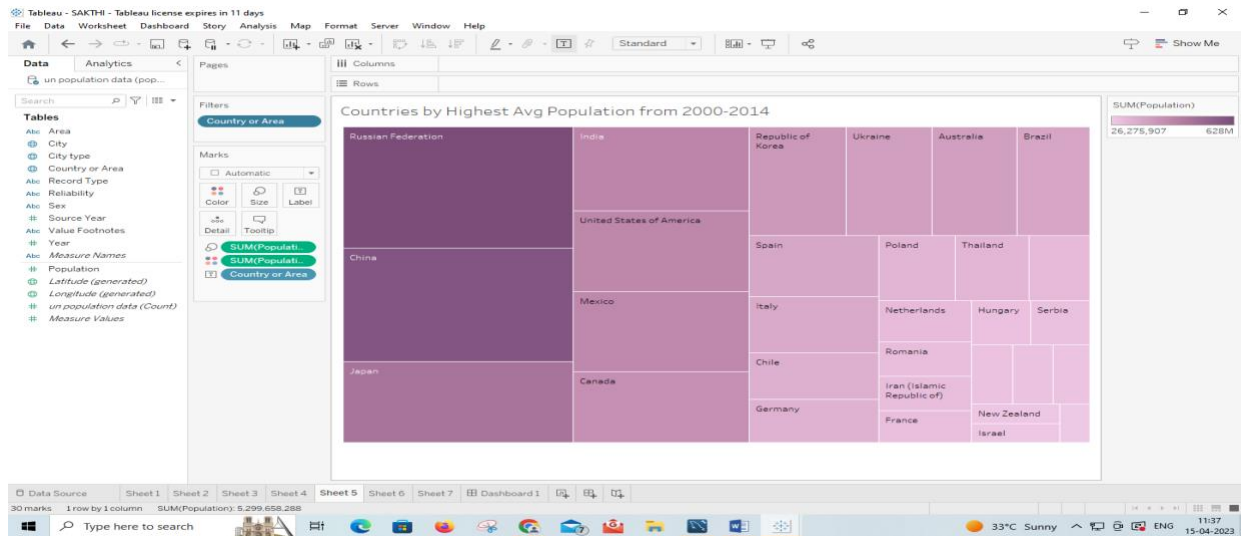 Tableau - SAKTHI - Tableau license expires in 11 days
File Data Worksheet Dashboard Story Analysis Map Format Server Window Help
Standard
Show Me
Data Analytics
un population data (pop...
Search
Tables
Abc Area
City
City type
Country or Area
Abc Record Type
Abc Reliability
Abc Sex
# Source Year
Abc Value Footnotes
# Year
Abc Measure Names
# Population
Latitude (generated)
Longitude (generated)
# un population data (Count)
# Measure Values
Pages
Filters
Country or Area
Marks
Automatic
Color Size Label
Detail Tooltip
SUM(Populati..
SUM(Populati..
Country or Area
Columns
Rows
Countries by Highest Avg Population from 2000-2014
Russian Federation
China
Japan
India
United States of America
Mexico
Canada
Republic of
Korea
Ukraine
Australia
Brazil
Spain
Italy
Chile
Germany
Poland
Thailand
Netherlands
Romania
Iran (Islamic
Republic of)
France
Hungary
Serbia
New Zealand
Israel
SUM(Population)
26,275,907 628M
Data Source Sheet 1 Sheet 2 Sheet 3 Sheet 4 Sheet 5 Sheet 6 Sheet 7 Dashboard 1
30 marks 1 row by 1 column SUM(Population): 5,299,658,288
Type here to search
33°C Sunny ENG
11:37
15-04-2023